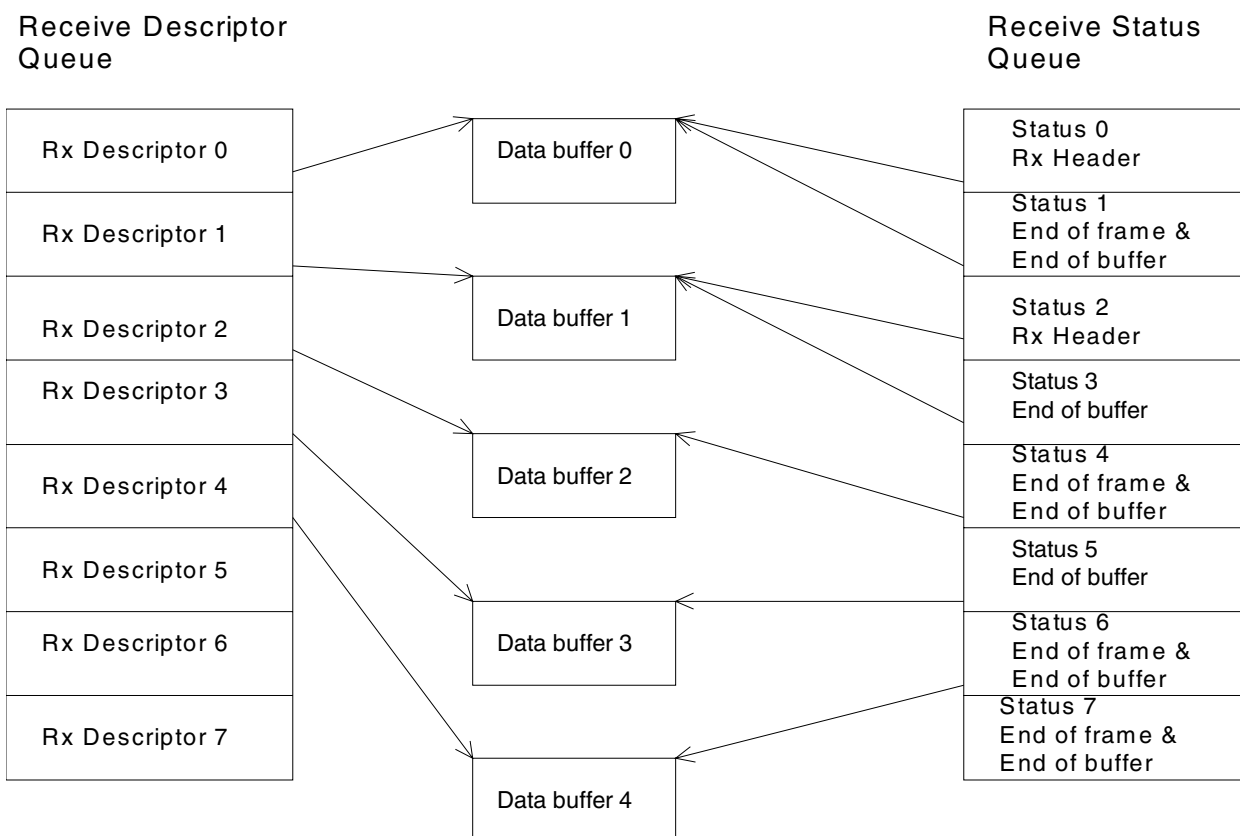 Receive Descriptor
Queue
Rx Descriptor 0
Rx Descriptor 1
Rx Descriptor 2
Rx Descriptor 3
Rx Descriptor 4
Rx Descriptor 5
Rx Descriptor 6
Rx Descriptor 7
Data buffer 0
Data buffer 1
Data buffer 2
Data buffer 3
Data buffer 4
Receive Status
Queue
Status 0
Rx Header
Status 1
End of frame &
End of buffer
Status 2
Rx Header
Status 3
End of buffer
Status 4
End of frame &
End of buffer
Status 5
End of buffer
Status 6
End of frame &
End of buffer
Status 7
End of frame &
End of buffer